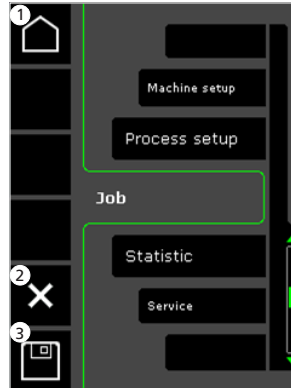 1
Machine setup
Process setup
Job
Statistic
2
Service
3